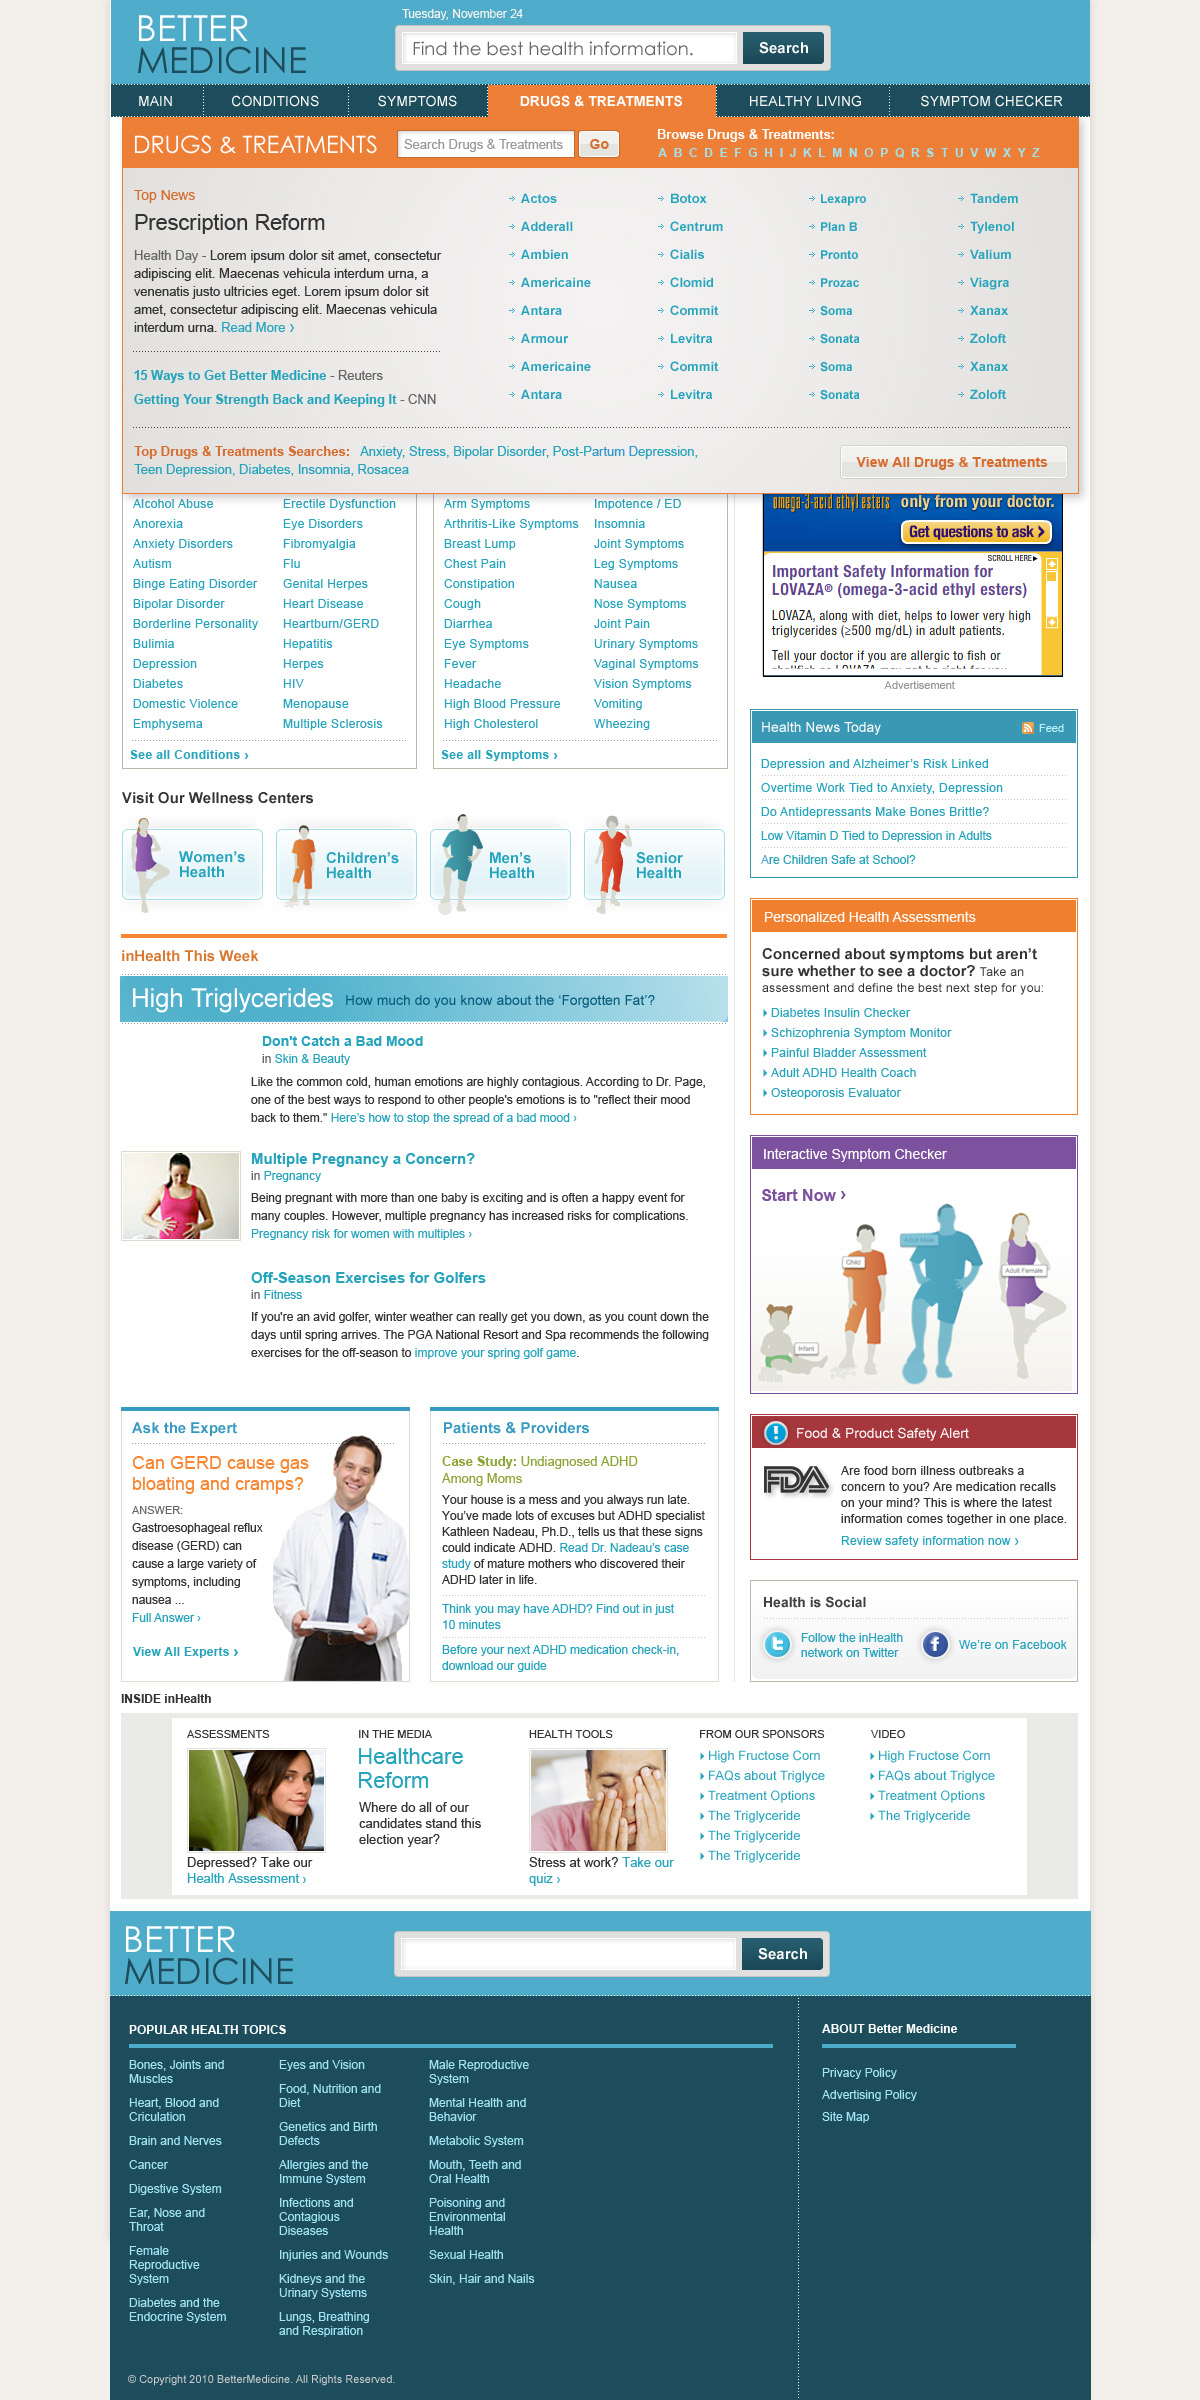 BETTER
MEDICINE
Tuesday, November 24
Find the best health information.
Search
MAIN
CONDITIONS
SYMPTOMS
DRUGS & TREATMENTS
HEALTHY LIVING
SYMPTOM CHECKER
DRUGS & TREATMENTS
Search Drugs & Treatments
Go
Browse Drugs & Treatments:
A B C D E F G H I J K L M N O P Q R S T U V W X Y Z
Top News
Prescription Reform
Health Day - Lorem ipsum dolor sit amet, consectetur
adipiscing elit. Maecenas vehicula interdum urna, a
venenatis justo ultricies eget. Lorem ipsum dolor sit
amet, consectetur adipiscing elit. Maecenas vehicula
interdum urna. Read More ›
15 Ways to Get Better Medicine - Reuters
Getting Your Strength Back and Keeping It - CNN
Actos
Adderall
Ambien
Americaine
Antara
Armour
Americaine
Antara
Botox
Centrum
Cialis
Clomid
Commit
Levitra
Commit
Levitra
Lexapro
Plan B
Pronto
Prozac
Soma
Sonata
Soma
Sonata
Tandem
Tylenol
Valium
Viagra
Xanax
Zoloft
Xanax
Zoloft
Top Drugs & Treatments Searches: Anxiety, Stress, Bipolar Disorder, Post-Partum Depression,
Teen Depression, Diabetes, Insomnia, Rosacea
View All Drugs & Treatments
Alcohol Abuse
Anorexia
Anxiety Disorders
Autism
Binge Eating Disorder
Bipolar Disorder
Borderline Personality
Bulimia
Depression
Diabetes
Domestic Violence
Emphysema
Erectile Dysfunction
Eye Disorders
Fibromyalgia
Flu
Genital Herpes
Heart Disease
Heartburn/GERD
Hepatitis
Herpes
HIV
Menopause
Multiple Sclerosis
See all Conditions ›
Arm Symptoms
Arthritis-Like Symptoms
Breast Lump
Chest Pain
Constipation
Cough
Diarrhea
Eye Symptoms
Fever
Headache
High Blood Pressure
High Cholesterol
Impotence / ED
Insomnia
Joint Symptoms
Leg Symptoms
Nausea
Nose Symptoms
Joint Pain
Urinary Symptoms
Vaginal Symptoms
Vision Symptoms
Vomiting
Wheezing
See all Symptoms ›
omega-3-acid ethyl esters
only from your doctor.
Get questions to ask >
SCROLL HERE
Important Safety Information for
LOVAZA® (omega-3-acid ethyl esters)
LOVAZA, along with diet, helps to lower very high
triglycerides (≥500 mg/dL) in adult patients.
Tell your doctor if you are allergic to fish or
shellfish or LOVAZA may not be right for you
Advertisement
Visit Our Wellness Centers
Women's
Health
Children's
Health
Men's
Health
Senior
Health
Health News Today
Feed
Depression and Alzheimer's Risk Linked
Overtime Work Tied to Anxiety, Depression
Do Antidepressants Make Bones Brittle?
Low Vitamin D Tied to Depression in Adults
Are Children Safe at School?
inHealth This Week
High Triglycerides How much do you know about the 'Forgotten Fat'?
Don't Catch a Bad Mood
in Skin & Beauty
Like the common cold, human emotions are highly contagious. According to Dr. Page,
one of the best ways to respond to other people's emotions is to "reflect their mood
back to them." Here's how to stop the spread of a bad mood ›
Multiple Pregnancy a Concern?
in Pregnancy
Being pregnant with more than one baby is exciting and is often a happy event for
many couples. However, multiple pregnancy has increased risks for complications.
Pregnancy risk for women with multiples ›
Off-Season Exercises for Golfers
in Fitness
If you're an avid golfer, winter weather can really get you down, as you count down the
days until spring arrives. The PGA National Resort and Spa recommends the following
exercises for the off-season to improve your spring golf game.
Personalized Health Assessments
Concerned about symptoms but aren't
sure whether to see a doctor? Take an
assessment and define the best next step for you:
Diabetes Insulin Checker
Schizophrenia Symptom Monitor
Painful Bladder Assessment
Adult ADHD Health Coach
Osteoporosis Evaluator
Interactive Symptom Checker
Start Now ›
Infant
Child
Adult Male
Adult Female
Ask the Expert
Can GERD cause gas
bloating and cramps?
ANSWER:
Gastroesophageal reflux
disease (GERD) can
cause a large variety of
symptoms, including
nausea ...
Full Answer ›
View All Experts ›
Patients & Providers
Case Study: Undiagnosed ADHD
Among Moms
Your house is a mess and you always run late.
You've made lots of excuses but ADHD specialist
Kathleen Nadeau, Ph.D., tells us that these signs
could indicate ADHD. Read Dr. Nadeau's case
study of mature mothers who discovered their
ADHD later in life.
Think you may have ADHD? Find out in just
10 minutes
Before your next ADHD medication check-in,
download our guide
Food & Product Safety Alert
FDA
Are food born illness outbreaks a
concern to you? Are medication recalls
on your mind? This is where the latest
information comes together in one place.
Review safety information now ›
Health is Social
Follow the inHealth
network on Twitter
We're on Facebook
INSIDE inHealth
ASSESSMENTS
Depressed? Take our
Health Assessment ›
IN THE MEDIA
Healthcare
Reform
Where do all of our
candidates stand this
election year?
HEALTH TOOLS
Stress at work? Take our
quiz ›
FROM OUR SPONSORS
High Fructose Corn
FAQs about Triglyce
Treatment Options
The Triglyceride
The Triglyceride
The Triglyceride
VIDEO
High Fructose Corn
FAQs about Triglyce
Treatment Options
The Triglyceride
BETTER
MEDICINE
Search
POPULAR HEALTH TOPICS
Bones, Joints and
Muscles
Heart, Blood and
Criculation
Brain and Nerves
Cancer
Digestive System
Ear, Nose and
Throat
Female
Reproductive
System
Diabetes and the
Endocrine System
Eyes and Vision
Food, Nutrition and
Diet
Genetics and Birth
Defects
Allergies and the
Immune System
Infections and
Contagious
Diseases
Injuries and Wounds
Kidneys and the
Urinary Systems
Lungs, Breathing
and Respiration
Male Reproductive
System
Mental Health and
Behavior
Metabolic System
Mouth, Teeth and
Oral Health
Poisoning and
Environmental
Health
Sexual Health
Skin, Hair and Nails
ABOUT Better Medicine
Privacy Policy
Advertising Policy
Site Map
© Copyright 2010 BetterMedicine. All Rights Reserved.